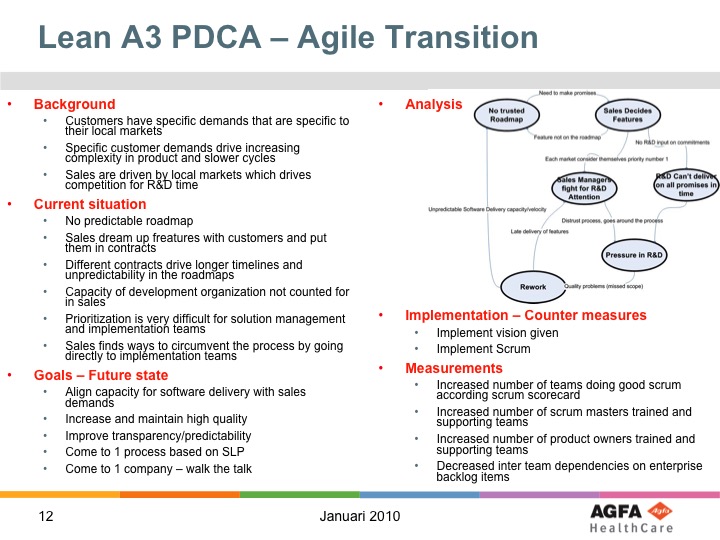 Lean A3 PDCA – Agile Transition
• Background
• Customers have specific demands that are specific to
their local markets
• Specific customer demands drive increasing
complexity in product and slower cycles
• Sales are driven by local markets which drives
competition for R&D time
• Current situation
• No predictable roadmap
• Sales dream up freatures with customers and put
them in contracts
• Different contracts drive longer timelines and
unpredictability in the roadmaps
• Capacity of development organization not counted for
in sales
• Prioritization is very difficult for solution management
and implementation teams
• Sales finds ways to circumvent the process by going
directly to implementation teams
• Goals – Future state
• Align capacity for software delivery with sales
demands
• Increase and maintain high quality
• Improve transparency/predictability
• Come to 1 process based on SLP
• Come to 1 company – walk the talk
• Analysis
Need to make promises
No trusted
Roadmap
Sales Decides
Features
Feature not on the roadmap
No R&D input on commitments
Each market consider themselves priority number 1
Sales Managers
fight for R&D
Attention
R&D Can't deliver
on all promises in
time
Unpredictable Software Delivery capacity/velocity
Distrust process, goes around the process
Late delivery of features
Pressure in R&D
Rework
Quality problems (missed scope)
• Implementation – Counter measures
• Implement vision given
• Implement Scrum
• Measurements
• Increased number of teams doing good scrum
according scrum scorecard
• Increased number of scrum masters trained and
supporting teams
• Increased number of product owners trained and
supporting teams
• Decreased inter team dependencies on enterprise
backlog items
12
Januari 2010
AGFA
HealthCare